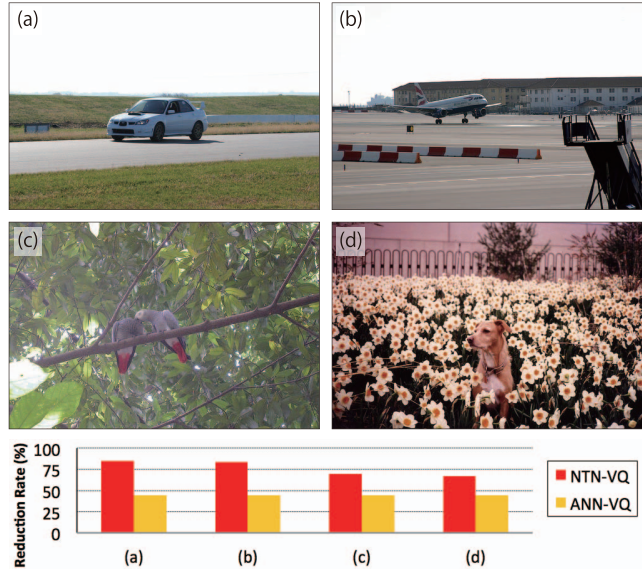 (a)
(b)
(c)
(d)
Reduction Rate (%)
100
75
50
25
0
(a)
(b)
(c)
(d)
NTN-VQ
ANN-VQ